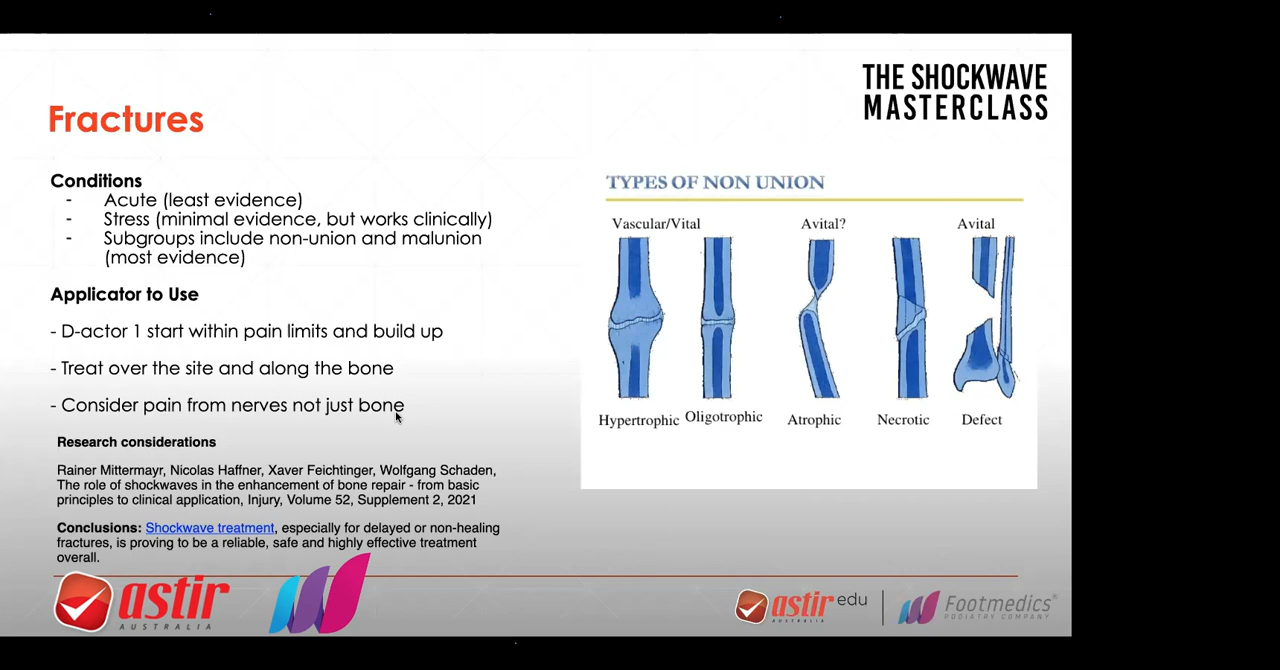 THE SHOCKWAVE
MASTERCLASS
Fractures
Conditions
- Acute (least evidence)
- Stress (minimal evidence, but works clinically)
- Subgroups include non-union and malunion
(most evidence)
Applicator to Use
- D-actor 1 start within pain limits and build up
- Treat over the site and along the bone
- Consider pain from nerves not just bone
Research considerations
Rainer Mittermayr, Nicolas Haffner, Xaver Feichtinger, Wolfgang Schaden,
The role of shockwaves in the enhancement of bone repair - from basic
principles to clinical application, Injury, Volume 52, Supplement 2, 2021
Conclusions: Shockwave treatment, especially for delayed or non-healing
fractures, is proving to be a reliable, safe and highly effective treatment
overall.
TYPES OF NON UNION
Vascular/Vital Avital? Avital
Hypertrophic Oligotrophic Atrophic Necrotic Defect
astir
AUSTRALIA
astir edu
AUSTRALIA
Footmedics
PODIATRY COMPANY